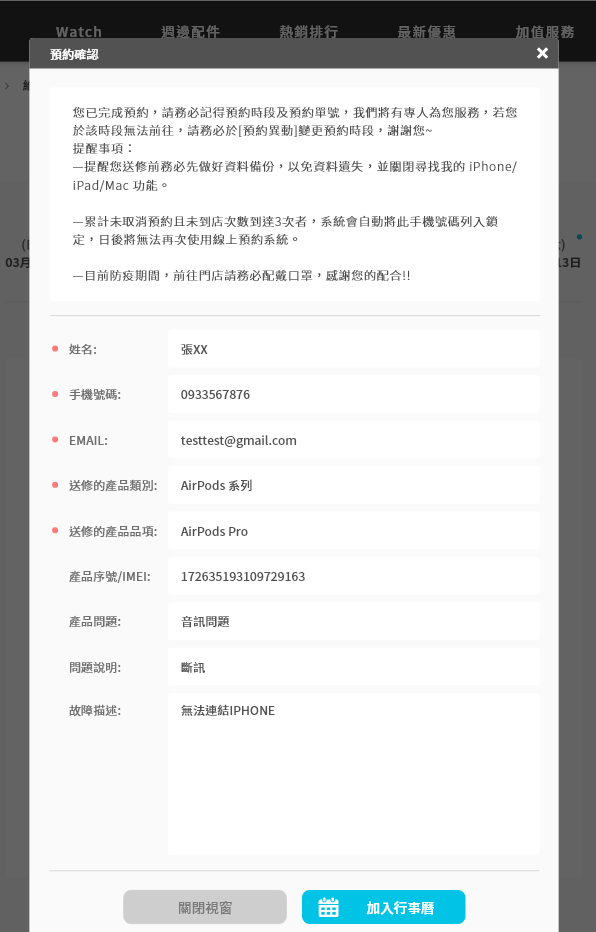 Watch 週邊配件 熱銷排行 最新優惠 加值服務
預約確認
您已完成預約，請務必記得預約時段及預約單號，我們將有專人為您服務，若您
於該時段無法前往，請務必於[預約異動]變更預約時段，謝謝您~
提醒事項：
—提醒您送修前務必先做好資料備份，以免資料遺失，並關閉尋找我的 iPhone/
iPad/Mac 功能。
—累計未取消預約且未到店次數到達3次者，系統會自動將此手機號碼列入鎖
定，日後將無法再次使用線上預約系統。
—目前防疫期間，前往門店請務必配戴口罩，感謝您的配合!!
03月
13日
姓名: 張XX
手機號碼: 0933567876
EMAIL: testtest@gmail.com
送修的產品類別: AirPods 系列
送修的產品品項: AirPods Pro
產品序號/IMEI: 172635193109729163
產品問題: 音訊問題
問題說明: 斷訊
故障描述: 無法連結IPHONE
關閉視窗 加入行事曆